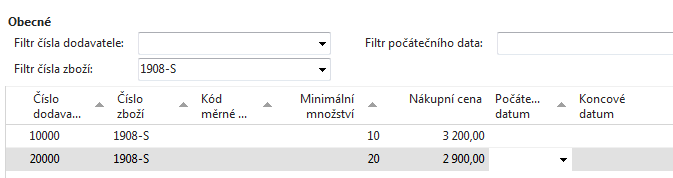 Obecné
Filtr čísla dodavatele: Filtr počátečního data:
Filtr čísla zboží: 1908-S
Číslo dodava... Číslo zboží Kód měrné ... Minimální množství Nákupní cena Počáte... datum Koncové datum
10000 1908-S 10 3 200,00
20000 1908-S 20 2 900,00